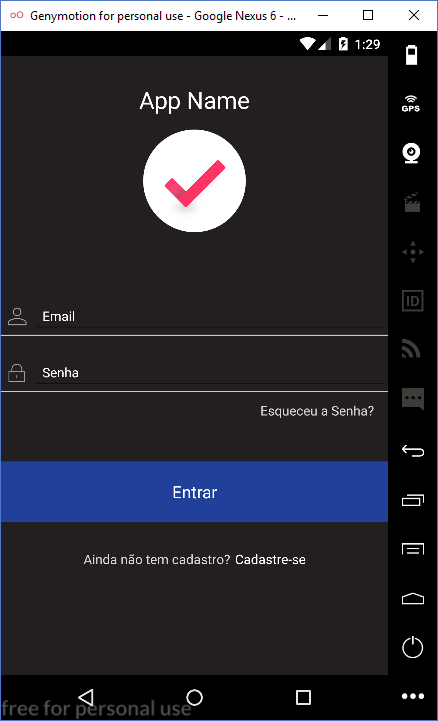 Genymotion for personal use - Google Nexus 6 - ...
1:29
GPS
App Name
ID
Email
Senha
Esqueceu a Senha?
Entrar
Ainda não tem cadastro? Cadastre-se
free for personal use